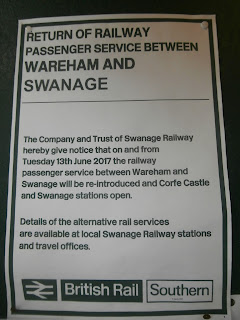 RETURN OF RAILWAY
PASSENGER SERVICE BETWEEN
WAREHAM AND
SWANAGE
The Company and Trust of Swanage Railway
hereby give notice that on and from
Tuesday 13th June 2017 the railway
passenger service between Wareham and
Swanage will be re-introduced and Corfe Castle
and Swanage stations open.
Details of the alternative rail services
are available at local Swanage Railway stations
and travel offices.
British Rail
Southern